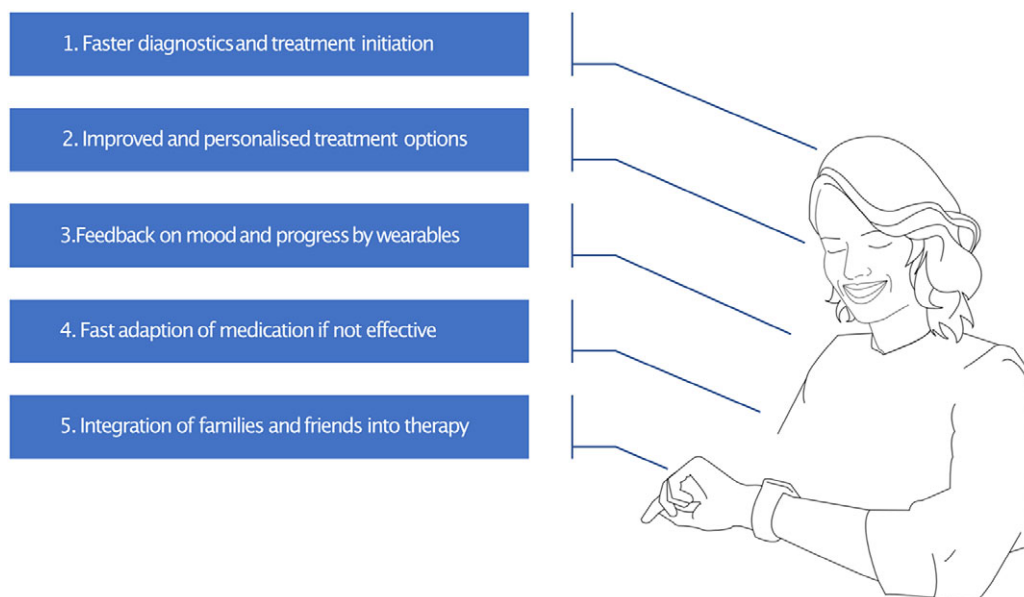 1. Faster diagnostics and treatment initiation
2. Improved and personalised treatment options
3.Feedback on mood and progress by wearables
4. Fast adaption of medication if not effective
5. Integration of families and friends into therapy